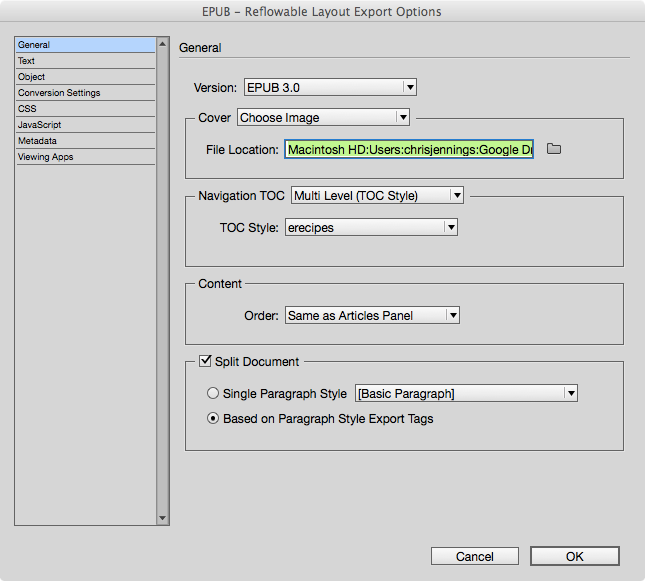 EPUB – Reflowable Layout Export Options
General
Text
Object
Conversion Settings
CSS
JavaScript
Metadata
Viewing Apps
General
Version: EPUB 3.0
Cover Choose Image
File Location: Macintosh HD:Users:chrisjennings:Google
Navigation TOC Multi Level (TOC Style)
TOC Style: erecipes
Content
Order: Same as Articles Panel
Split Document
Single Paragraph Style [Basic Paragraph]
Based on Paragraph Style Export Tags
Cancel OK